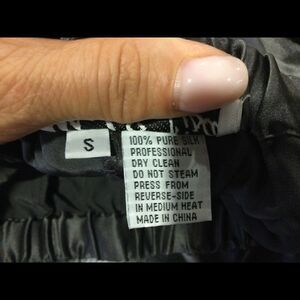 S
100% PURE SILK
PROFESSIONAL
DRY CLEAN
DO NOT STEAM
PRESS FROM
REVERSE-SIDE
IN MEDIUM HEAT
MADE IN CHINA